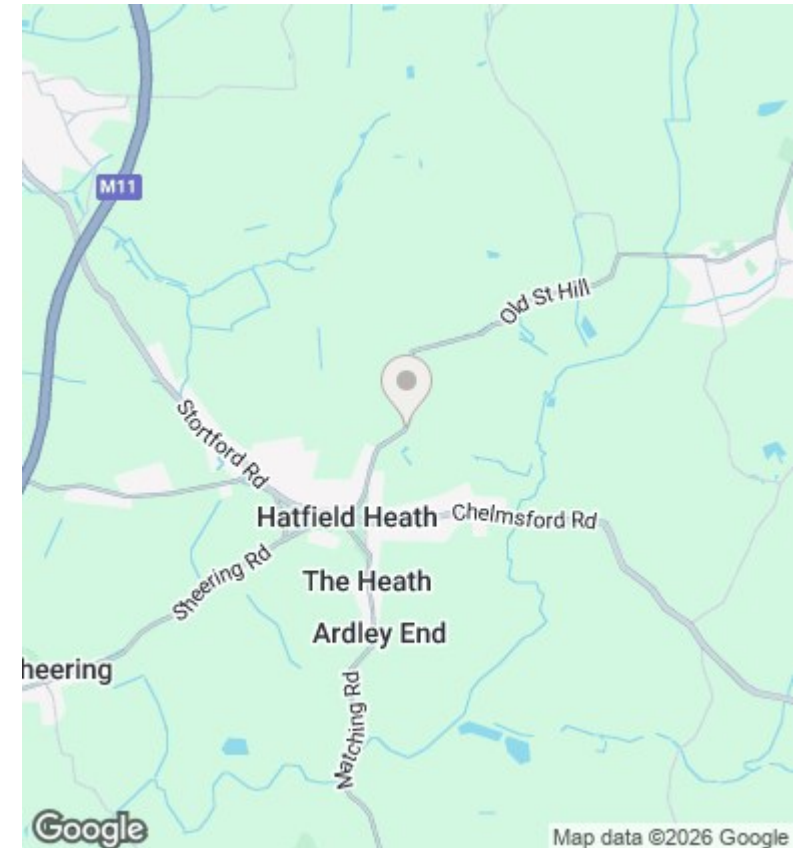 M11
Old St Hill
Stortford Rd
Hatfield Heath
Chelmsford Rd
Sheering Rd
The Heath
Ardley End
heering
Matching Rd
Google
Map data ©2026 Google